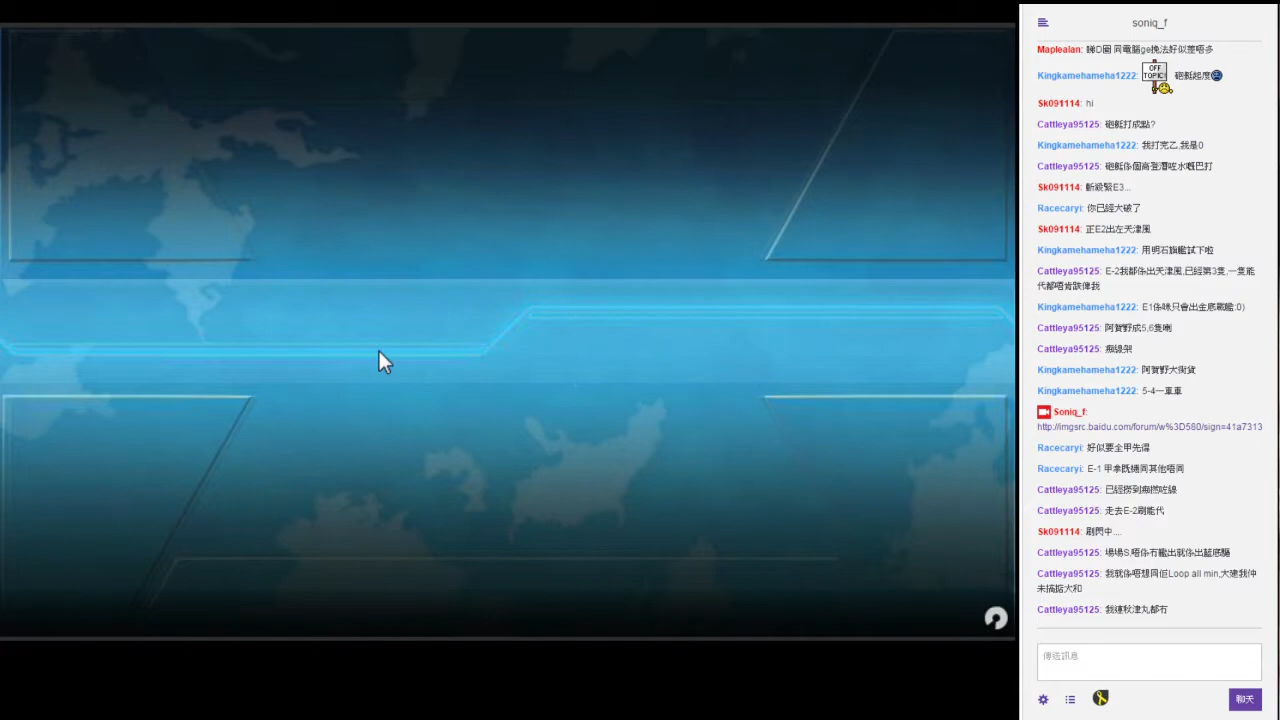 soniq_f
Maplealan: 睇D圖 同電腦ge挽法好似差唔多
Kingkamehameha1222: OFF TOPIC! 砲艇起度
Sk091114: hi
Cattleya95125: 砲艇打成點?
Kingkamehameha1222: 我打完乙,我是0
Cattleya95125: 砲艇係個高登潛咗水嘅巴打
Sk091114: 斬殺緊E3...
Racecaryi: 你已經大破了
Sk091114: 正E2出左天津風
Kingkamehameha1222: 用明石旗艦試下啦
Cattleya95125: E-2我都係出天津風,已經第3隻,一隻能
代都唔肯跌俾我
Kingkamehameha1222: E1係咪只會出金底戰艦:0)
Cattleya95125: 阿賀野成5,6隻喇
Cattleya95125: 痴線架
Kingkamehameha1222: 阿賀野大街貨
Kingkamehameha1222: 5-4一車車
Soniq_f:
http://imgsrc.baidu.com/forum/w%3D580/sign=41a7313
Racecaryi: 好似要全甲先得
Racecaryi: E-1 甲拿既繩同其他唔同
Cattleya95125: 已經撈到痴撚咗線
Cattleya95125: 走去E-2刷能代
Sk091114: 刷閃中....
Cattleya95125: 場場S,唔係冇艦出就係出藍底驅
Cattleya95125: 我就係唔想同佢Loop all min,大建我仲
未搞掂大和
Cattleya95125: 我連秋津丸都冇
傳送訊息
聊天